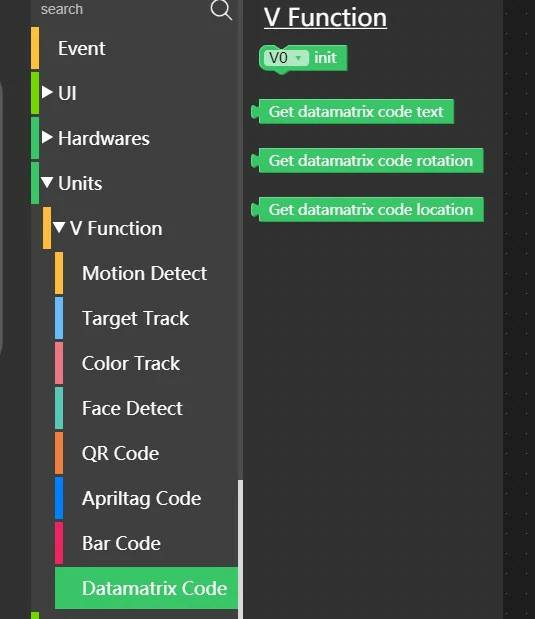 search
Event
UI
Hardwares
Units
V Function
Motion Detect
Target Track
Color Track
Face Detect
QR Code
Apriltag Code
Bar Code
Datamatrix Code
V Function
V0 init
Get datamatrix code text
Get datamatrix code rotation
Get datamatrix code location